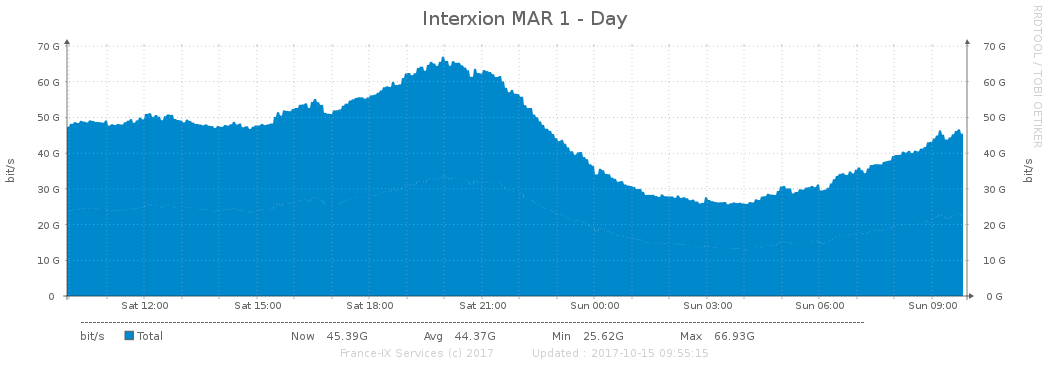 Interxion MAR 1 - Day
RRDTOOL / TOBI OETIKER
70 G 70 G
60 G 60 G
50 G 50 G
40 G 40 G
30 G 30 G
20 G 20 G
10 G 10 G
0 0 G
bit/s bit/s
Sat 12:00 Sat 15:00 Sat 18:00 Sat 21:00 Sun 00:00 Sun 03:00 Sun 06:00 Sun 09:00
bit/s Total Now 45.39G Avg 44.37G Min 25.62G Max 66.93G
France-IX Services (c) 2017 Updated : 2017-10-15 09:55:15